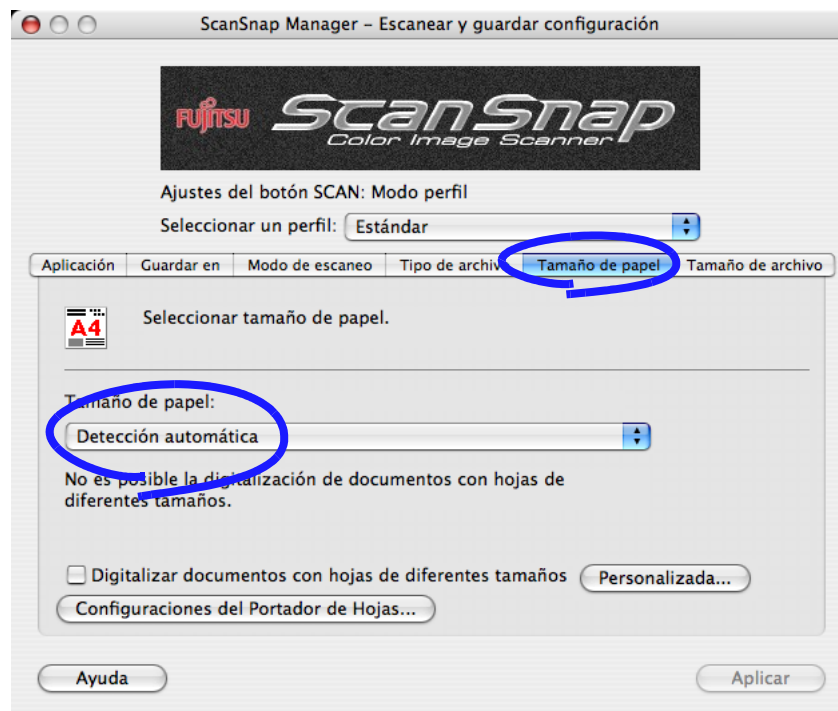 ScanSnap Manager – Escanear y guardar configuración
FUJITSU ScanSnap
Color Image Scanner
Ajustes del botón SCAN: Modo perfil
Seleccionar un perfil: Estándar
Aplicación Guardar en Modo de escaneo Tipo de archivo Tamaño de papel Tamaño de archivo
A4 Seleccionar tamaño de papel.
Tamaño de papel:
Detección automática
No es posible la digitalización de documentos con hojas de
diferentes tamaños.
Digitalizar documentos con hojas de diferentes tamaños Personalizada...
Configuraciones del Portador de Hojas...
Ayuda Aplicar